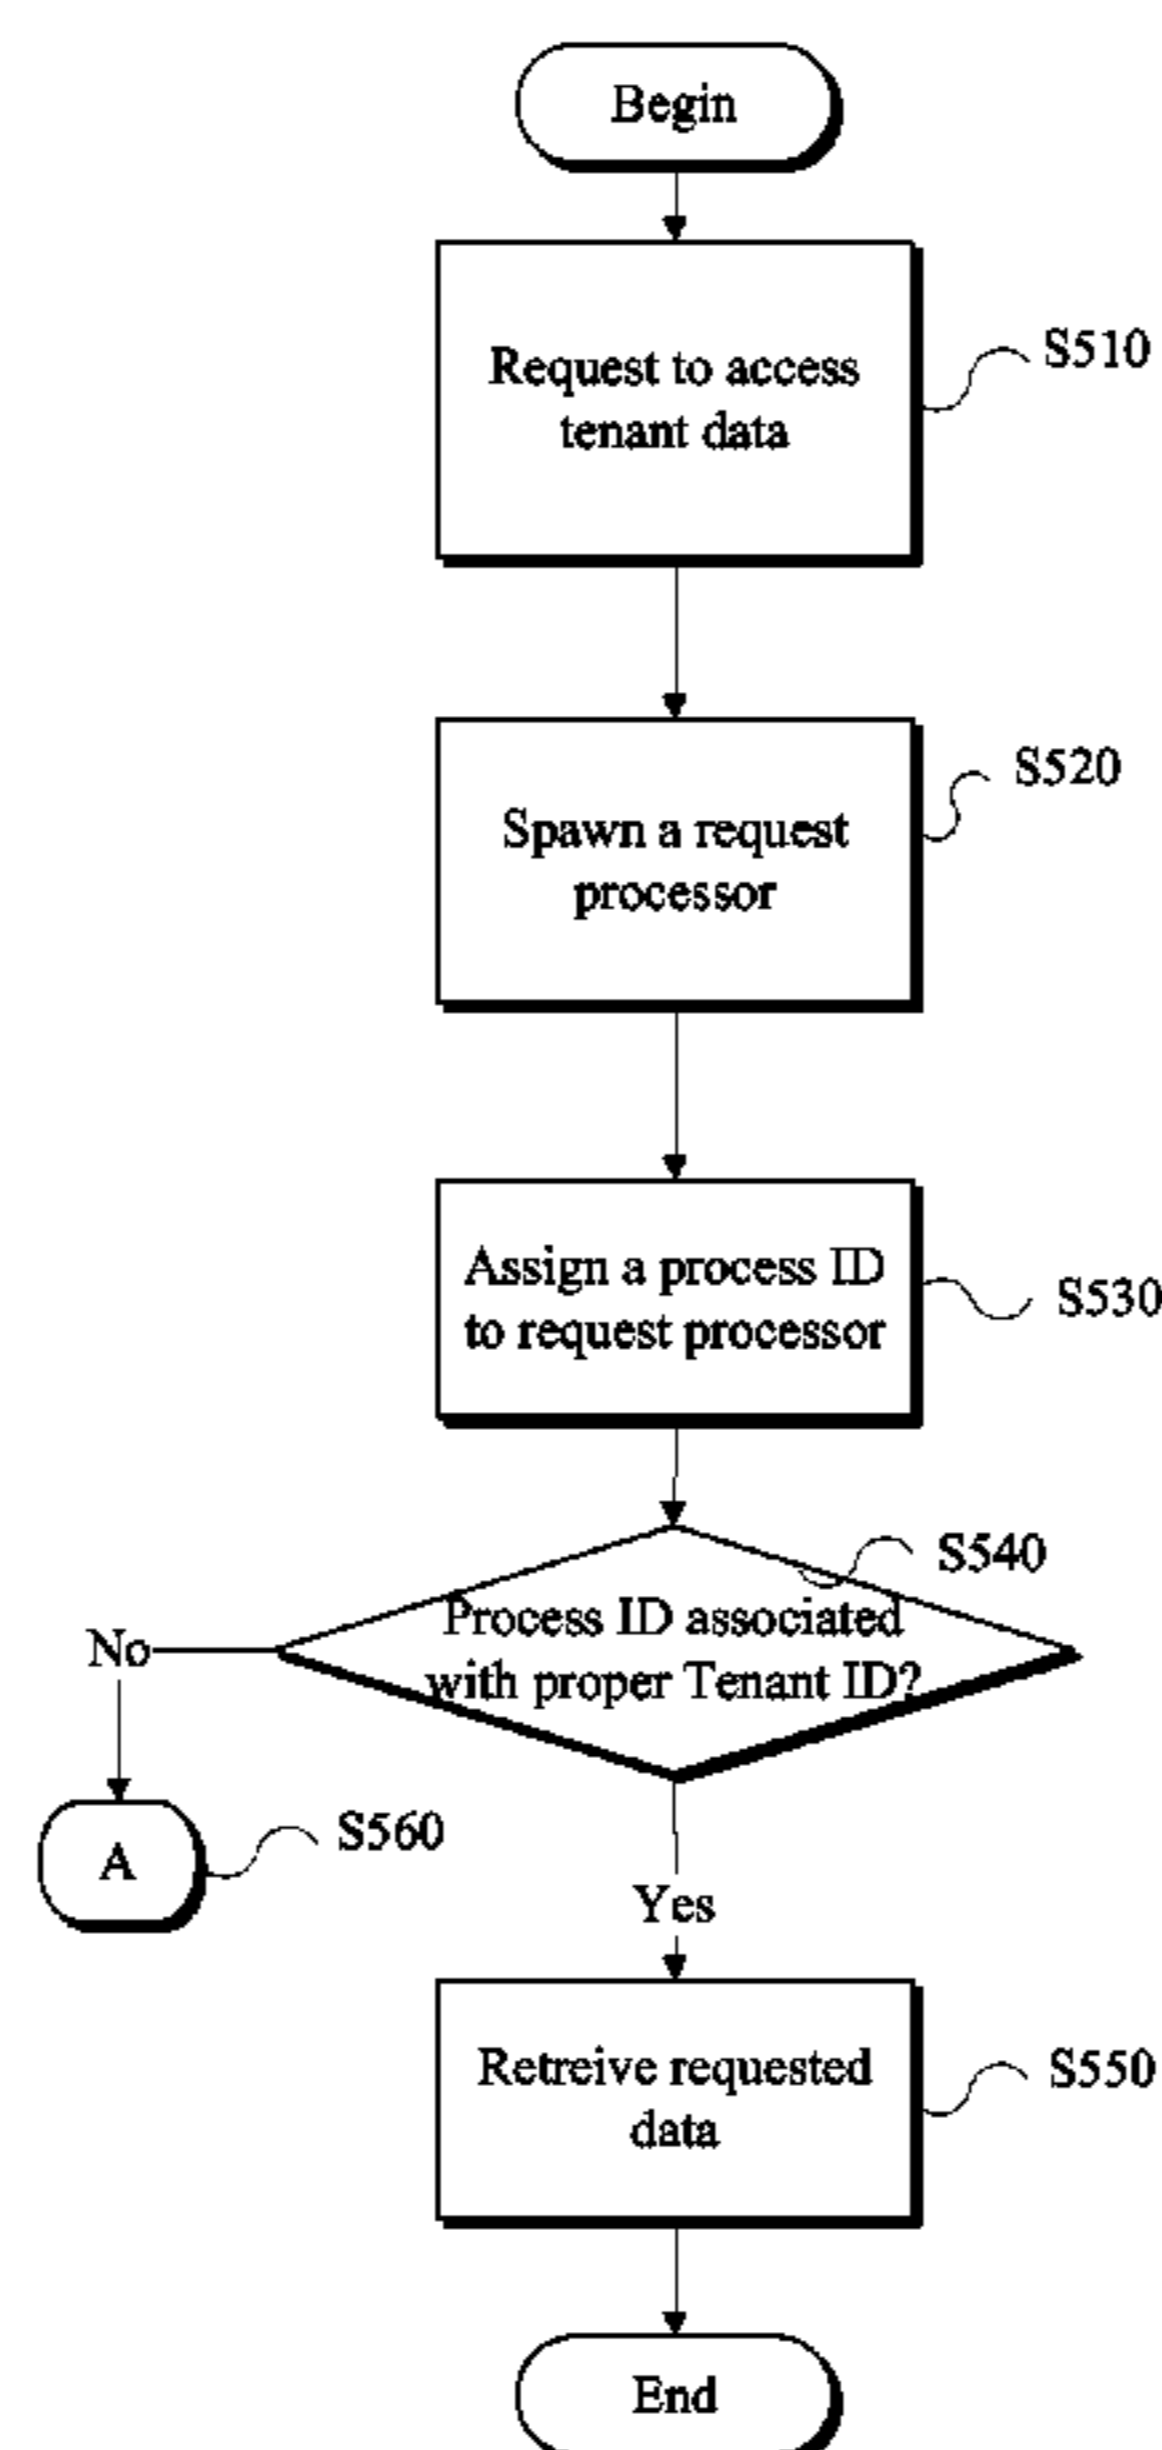 Begin
Request to access
tenant data
S510
Spawn a request
processor
S520
Assign a process ID
to request processor
S530
S540
Process ID associated
with proper Tenant ID?
No
A
S560
Yes
Retreive requested
data
S550
End